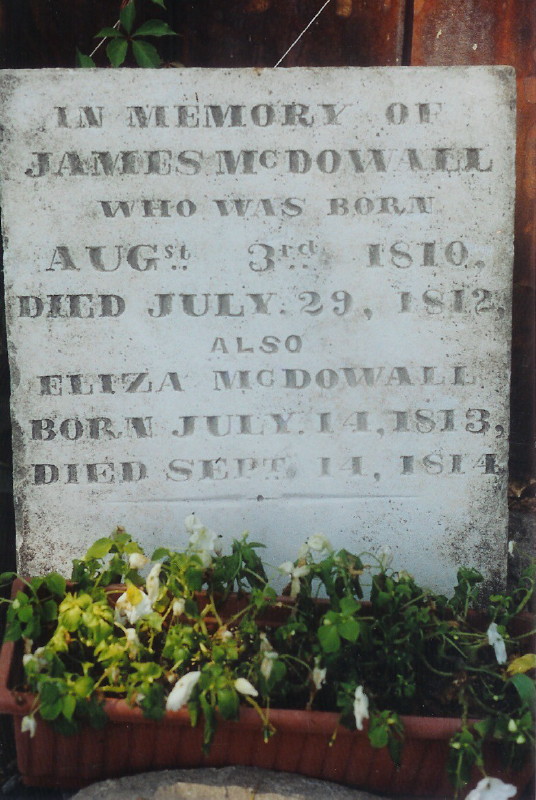 IN MEMORY OF
JAMES McDOWALL
WHO WAS BORN
AUGst. 3rd. 1810.
DIED JULY. 29, 1812.
ALSO
ELIZA McDOWALL
BORN JULY. 14, 1813,
DIED SEPT. 14, 1814